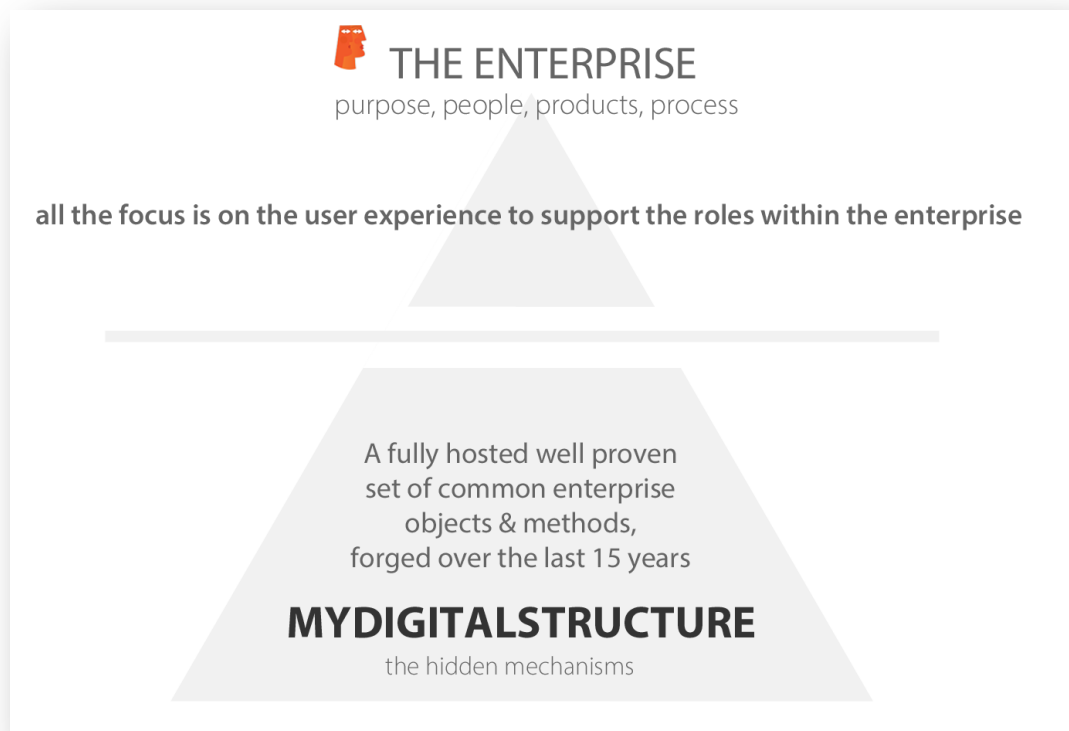 THE ENTERPRISE
purpose, people, products, process
all the focus is on the user experience to support the roles within the enterprise
A fully hosted well proven
set of common enterprise
objects & methods,
forged over the last 15 years
MYDIGITALSTRUCTURE
the hidden mechanisms